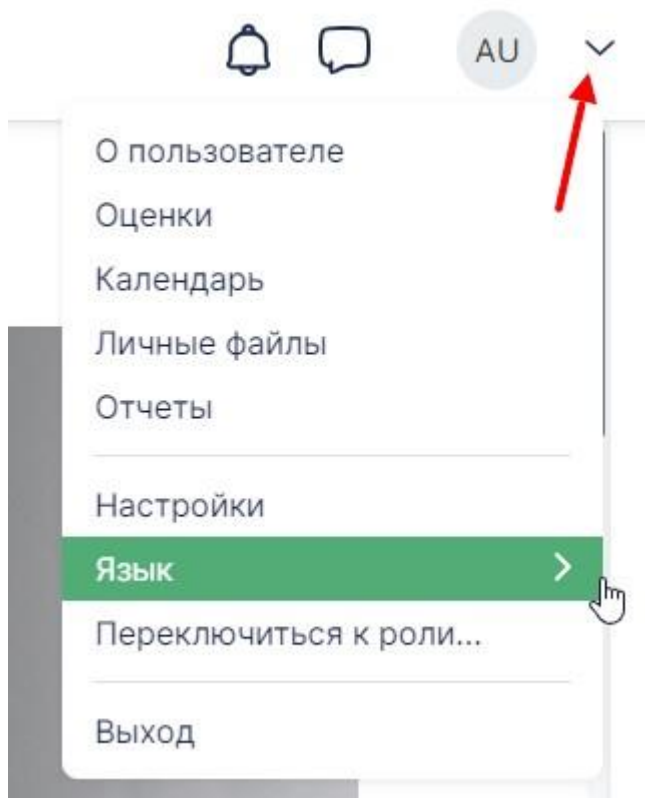 AU
О пользователе
Оценки
Календарь
Личные файлы
Отчеты
Настройки
Язык
Переключиться к роли...
Выход